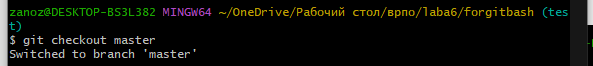 zanoz@DESKTOP-BS3L382 MINGW64 ~/OneDrive/Рабочий стол/врпо/laba6/forgitbash (tes
t)
$ git checkout master
Switched to branch 'master'